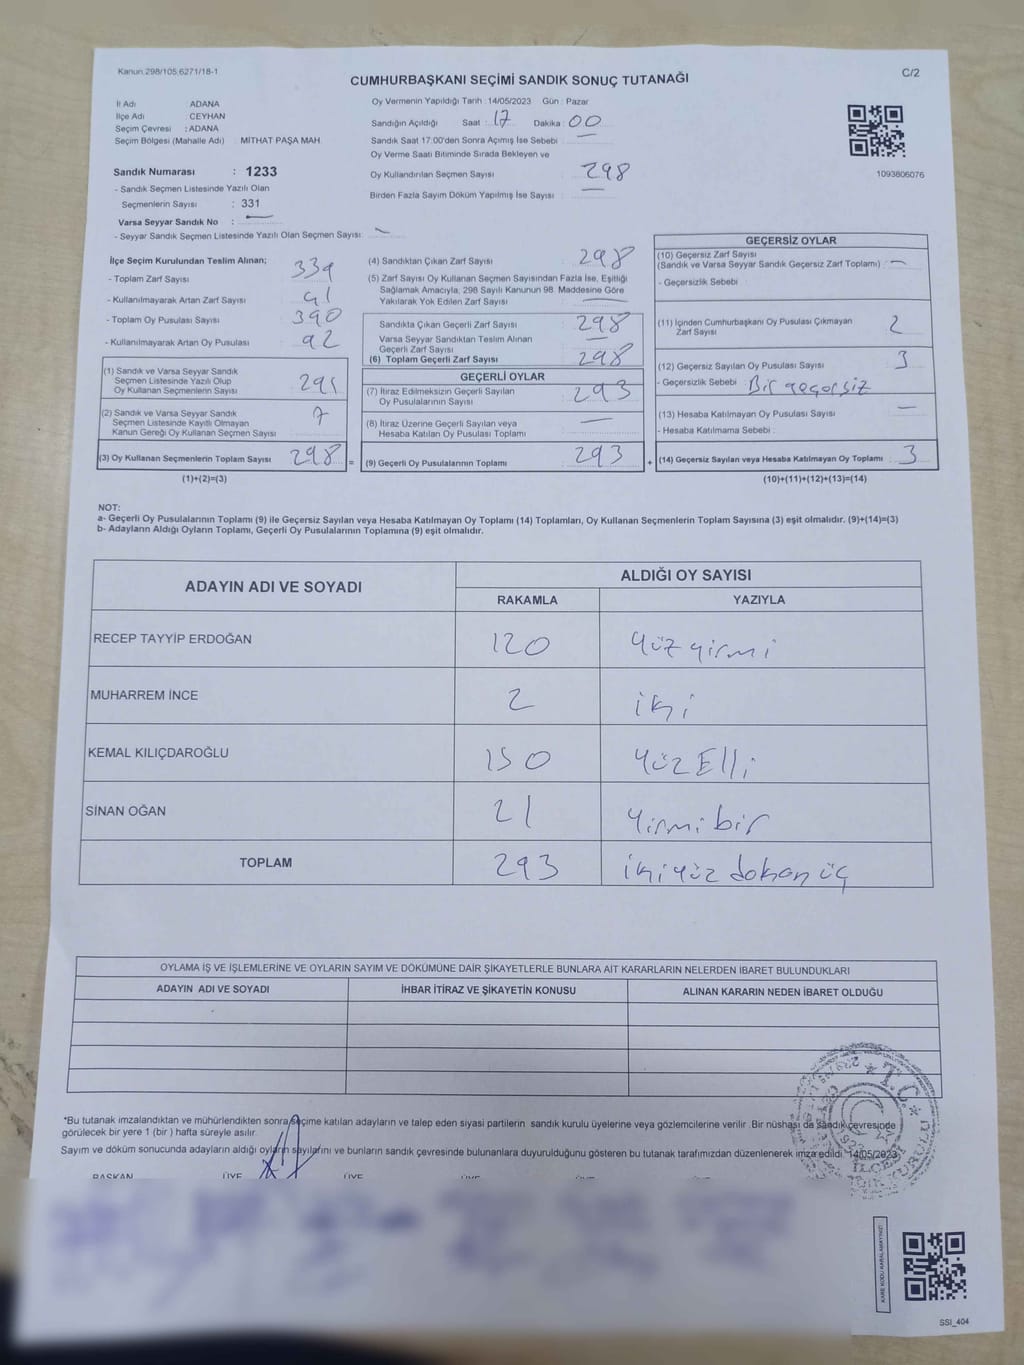 Kanun.298/105,6271/18-1
C/2
CUMHURBAŞKANI SEÇİMİ SANDIK SONUÇ TUTANAĞI
İl Adı ADANA
İlçe Adı CEYHAN
Seçim Çevresi : ADANA
Seçim Bölgesi (Mahalle Adı) : MİTHAT PAŞA MAH.
Sandık Numarası : 1233
- Sandık Seçmen Listesinde Yazılı Olan
Seçmenlerin Sayısı : 331
Varsa Seyyar Sandık No :
- Seyyar Sandık Seçmen Listesinde Yazılı Olan Seçmen Sayısı:
Oy Vermenin Yapıldığı Tarih : 14/05/2023 Gün : Pazar
Sandığın Açıldığı Saat : 17 Dakika : 00
Sandık Saat 17:00'den Sonra Açımış İse Sebebi :
Oy Verme Saati Bitiminde Sırada Bekleyen ve
Oy Kullandırılan Seçmen Sayısı : 298
Birden Fazla Sayım Döküm Yapılmış İse Sayısı
1093806076
İlçe Seçim Kurulundan Teslim Alınan;
- Toplam Zarf Sayısı 339
- Kullanılmayarak Artan Zarf Sayısı 41
- Toplam Oy Pusulası Sayısı 390
- Kullanılmayarak Artan Oy Pusulası 92
(1) Sandık ve Varsa Seyyar Sandık
Seçmen Listesinde Yazılı Olup
Oy Kullanan Seçmenlerin Sayısı 291
(2) Sandık ve Varsa Seyyar Sandık
Seçmen Listesinde Kayıtlı Olmayan
Kanun Gereği Oy Kullanan Seçmen Sayısı 7
(3) Oy Kullanan Seçmenlerin Toplam Sayısı 298 =
(1)+(2)=(3)
(4) Sandıktan Çıkan Zarf Sayısı : 298
(5) Zarf Sayısı Oy Kullanan Seçmen Sayısından Fazla İse, Eşitliği
Sağlamak Amacıyla, 298 Sayılı Kanunun 98. Maddesine Göre
Yakılarak Yok Edilen Zarf Sayısı
Sandıkta Çıkan Geçerli Zarf Sayısı 298
Varsa Seyyar Sandıktan Teslim Alınan
Geçerli Zarf Sayısı
(6) Toplam Geçerli Zarf Sayısı 298
GEÇERLİ OYLAR
(7) İtiraz Edilmeksizin Geçerli Sayılan
Oy Pusulalarının Sayısı 293
(8) İtiraz Üzerine Geçerli Sayılan veya
Hesaba Katılan Oy Pusulası Toplamı
(9) Geçerli Oy Pusulalarının Toplamı 293 +
GEÇERSİZ OYLAR
(10) Geçersiz Zarf Sayısı
(Sandık ve Varsa Seyyar Sandık Geçersiz Zarf Toplamı) :
- Geçersizlik Sebebi :
(11) İçinden Cumhurbaşkanı Oy Pusulası Çıkmayan
Zarf Sayısı 2
(12) Geçersiz Sayılan Oy Pusulası Sayısı 3
- Geçersizlik Sebebi : Bir geçersiz
(13) Hesaba Katılmayan Oy Pusulası Sayısı
- Hesaba Katılmama Sebebi :
(14) Geçersiz Sayılan veya Hesaba Katılmayan Oy Toplamı : 3
(10)+(11)+(12)+(13)=(14)
NOT:
a- Geçerli Oy Pusulalarının Toplamı (9) ile Geçersiz Sayılan veya Hesaba Katılmayan Oy Toplamı (14) Toplamları, Oy Kullanan Seçmenlerin Toplam Sayısına (3) eşit olmalıdır. (9)+(14)=(3)
b- Adayların Aldığı Oyların Toplamı, Geçerli Oy Pusulalarının Toplamına (9) eşit olmalıdır.
ADAYIN ADI VE SOYADI ALDIĞI OY SAYISI
RAKAMLA YAZIYLA
RECEP TAYYİP ERDOĞAN 120 Yüz yirmi
MUHARREM İNCE 2 iki
KEMAL KILIÇDAROĞLU 150 Yüz Elli
SİNAN OĞAN 21 Yirmi bir
TOPLAM 293 ikiyüz doksan üç
OYLAMA İŞ VE İŞLEMLERİNE VE OYLARIN SAYIM VE DÖKÜMÜNE DAİR ŞİKAYETLERLE BUNLARA AİT KARARLARIN NELERDEN İBARET BULUNDUKLARI
ADAYIN ADI VE SOYADI İHBAR İTİRAZ VE ŞİKAYETİN KONUSU ALINAN KARARIN NEDEN İBARET OLDUĞU
*Bu tutanak imzalandıktan ve mühürlendikten sonra seçime katılan adayların ve talep eden siyasi partilerin sandık kurulu üyelerine veya gözlemcilerine verilir. Bir nüshası da sandık çevresinde
görülecek bir yere 1 (bir) hafta süreyle asılır.
Sayım ve döküm sonucunda adayların aldığı oyların sayılarını ve bunların sandık çevresinde bulunanlara duyurulduğunu gösteren bu tutanak tarafımızdan düzenlenerek imza edildi. 14/05/2023
BAŞKAN ÜYE ÜYE ÜYE ÜYE ÜYE
T.C.
KARE KODU KARALAMAYINIZ!
SSI_404